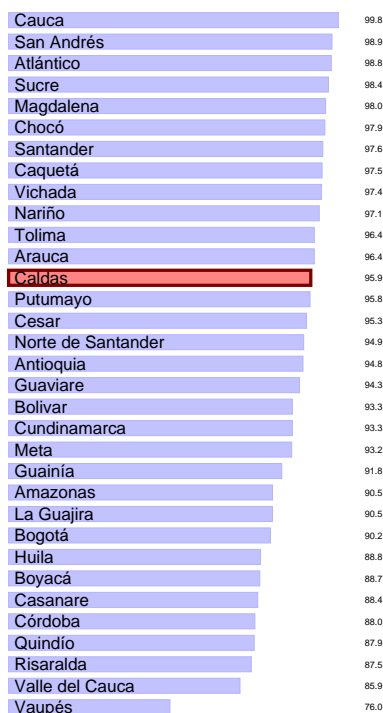 Cauca 99.8
San Andrés 98.9
Atlántico 98.8
Sucre 98.4
Magdalena 98.0
Chocó 97.9
Santander 97.6
Caquetá 97.5
Vichada 97.4
Nariño 97.1
Tolima 96.4
Arauca 96.4
Caldas 95.9
Putumayo 95.8
Cesar 95.3
Norte de Santander 94.9
Antioquia 94.8
Guaviare 94.3
Bolivar 93.3
Cundinamarca 93.3
Meta 93.2
Guainía 91.8
Amazonas 90.5
La Guajira 90.5
Bogotá 90.2
Huila 88.8
Boyacá 88.7
Casanare 88.4
Córdoba 88.0
Quindío 87.9
Risaralda 87.5
Valle del Cauca 85.9
Vaupés 76.0